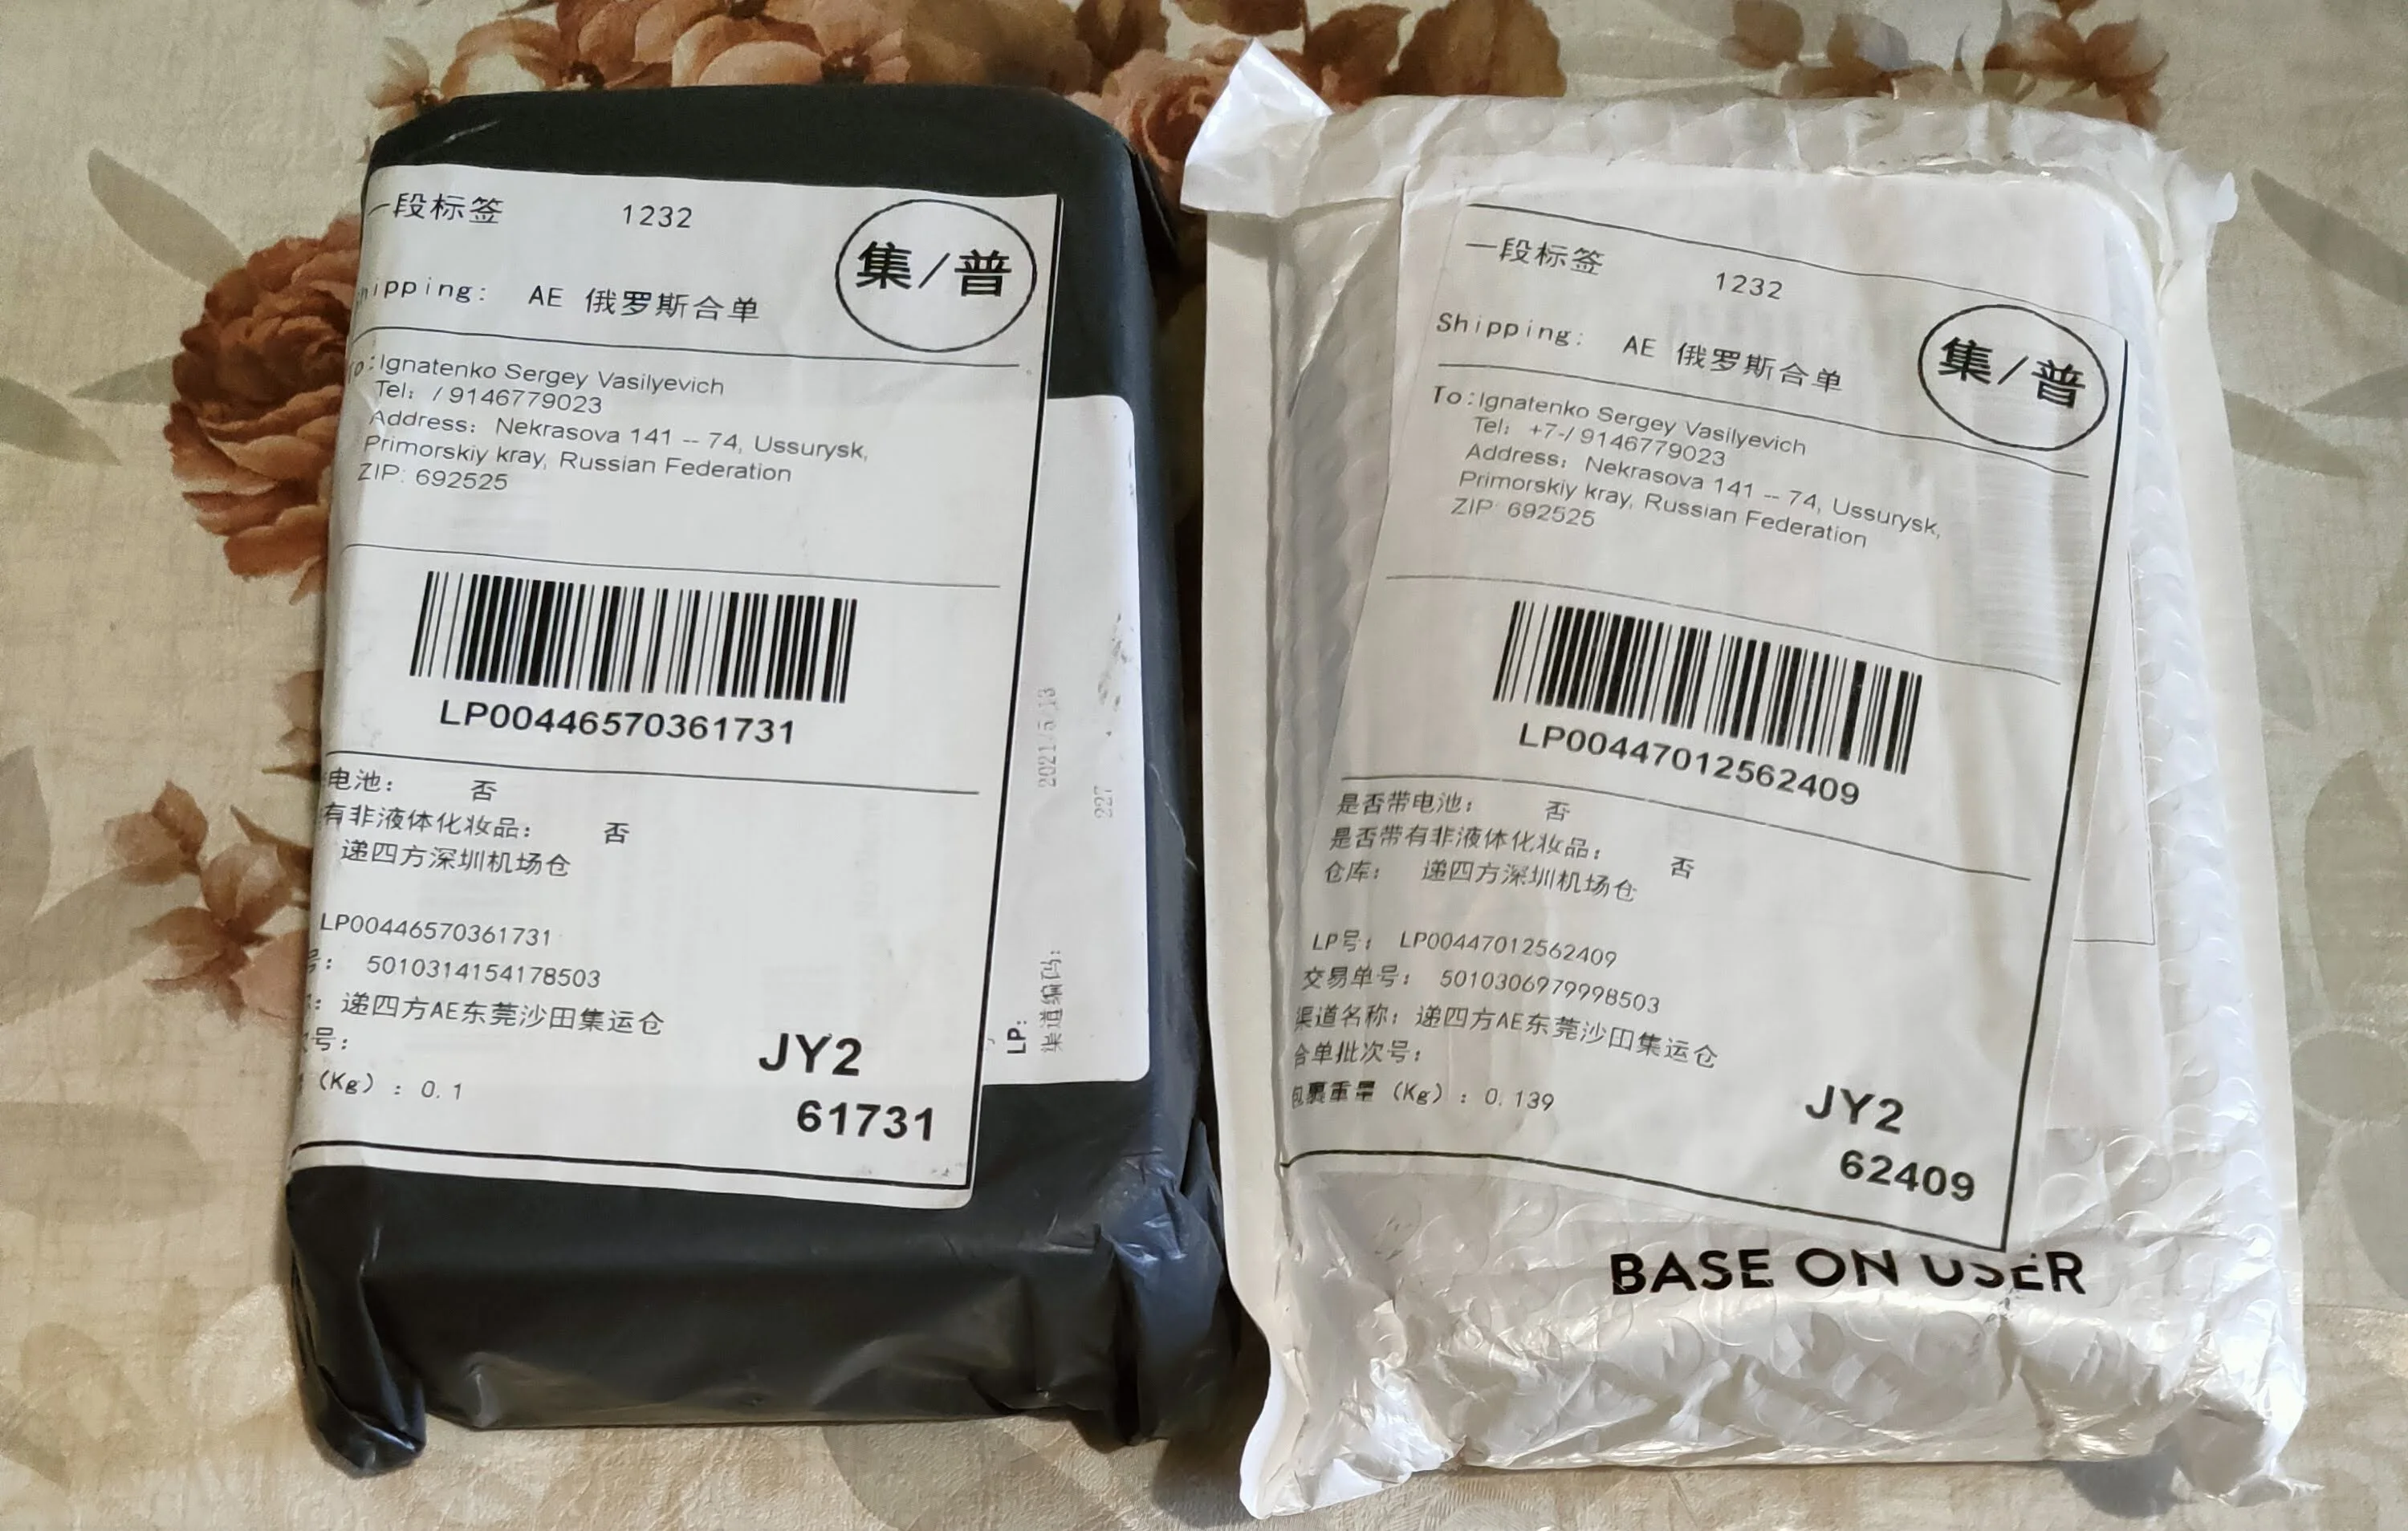 一段标签 1232
集/普
hipping: AE 俄罗斯合单
To:Ignatenko Sergey Vasilyevich
Tel: / 9146779023
Address: Nekrasova 141 -- 74, Ussurysk,
Primorskiy kray, Russian Federation
ZIP: 692525
LP00446570361731
电池: 否
有非液体化妆品: 否
递四方深圳机场仓
LP00446570361731
号: 5010314154178503
: 递四方AE东莞沙田集运仓
号:
(Kg) : 0.1
JY2
61731
2021/5/13
227
LP:
渠道编码:
一段标签 1232
集/普
Shipping: AE 俄罗斯合单
To:Ignatenko Sergey Vasilyevich
Tel: +7-/ 9146779023
Address: Nekrasova 141 -- 74, Ussurysk,
Primorskiy kray, Russian Federation
ZIP: 692525
LP00447012562409
是否带电池: 否
是否带有非液体化妆品: 否
仓库: 递四方深圳机场仓
LP号: LP00447012562409
交易单号: 5010306979998503
渠道名称: 递四方AE东莞沙田集运仓
合单批次号:
包裹重量 (Kg) : 0.139
JY2
62409
BASE ON USER